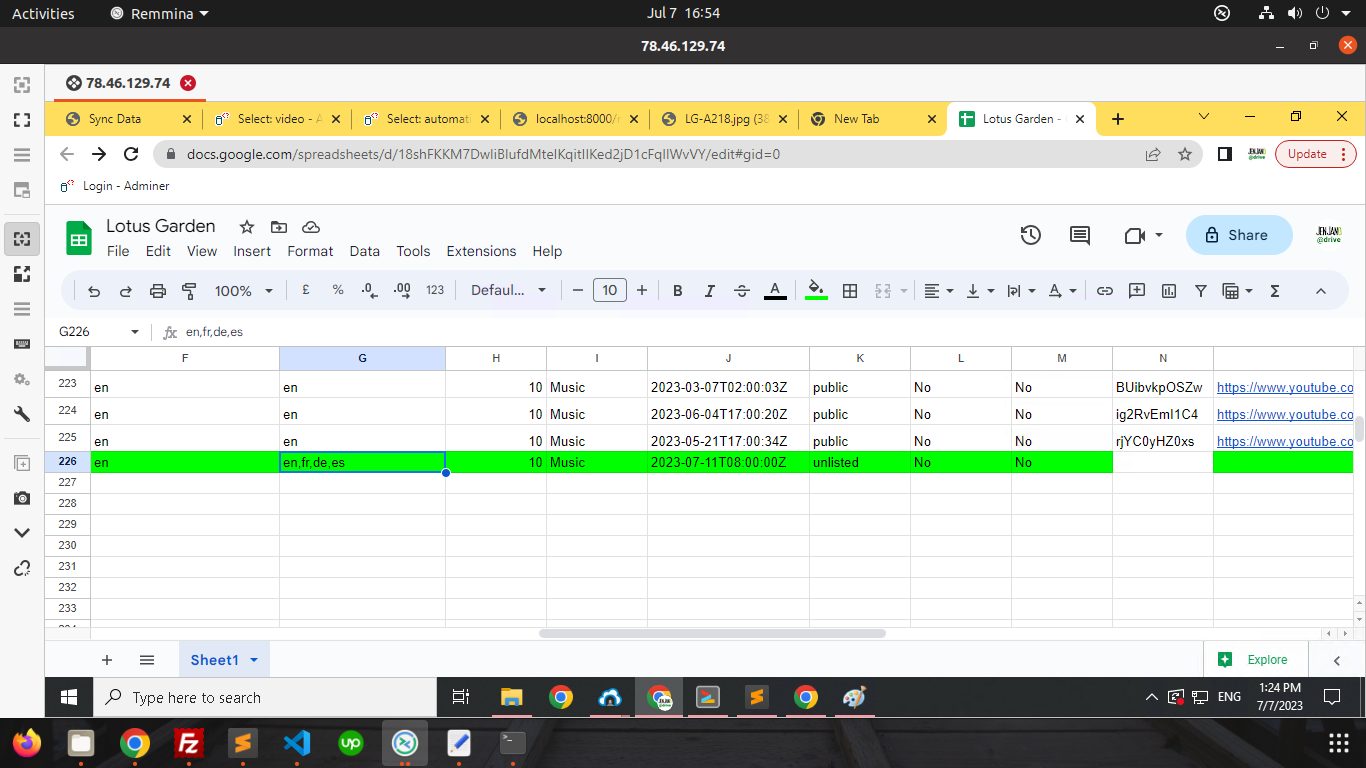 Activities Remmina Jul 7 16:54
78.46.129.74
78.46.129.74
Sync Data Select: video - A Select: automati localhost:8000/ LG-A218.jpg (38 New Tab Lotus Garden -
docs.google.com/spreadsheets/d/18shFKKM7DwIiBIufdMteIKqitIIKed2jD1cFqIIWvVY/edit#gid=0 Update
Login - Adminer
Lotus Garden
File Edit View Insert Format Data Tools Extensions Help Share
JENJAM @drive
100% £ % .0 .00 123 Defaul... 10 B I S A Σ
G226 fx en,fr,de,es
F G H I J K L M N
223 en en 10 Music 2023-03-07T02:00:03Z public No No BUibvkpOSZw https://www.youtube.co
224 en en 10 Music 2023-06-04T17:00:20Z public No No ig2RvEmI1C4 https://www.youtube.co
225 en en 10 Music 2023-05-21T17:00:34Z public No No rjYC0yHZ0xs https://www.youtube.co
226 en en,fr,de,es 10 Music 2023-07-11T08:00:00Z unlisted No No
227
228
229
230
231
232
233
Sheet1 Explore
Type here to search ENG 1:24 PM
7/7/2023